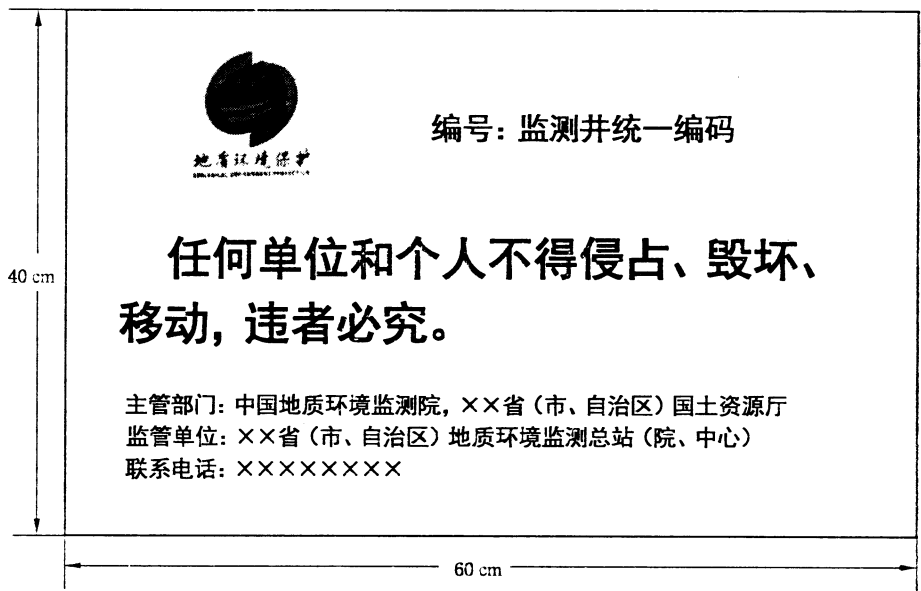 编号：监测井统一编码
地质环境保护
任何单位和个人不得侵占、毁坏、
移动，违者必究。
40 cm
主管部门：中国地质环境监测院，××省（市、自治区）国土资源厅
监管单位：××省（市、自治区）地质环境监测总站（院、中心）
联系电话：××××××××
60 cm